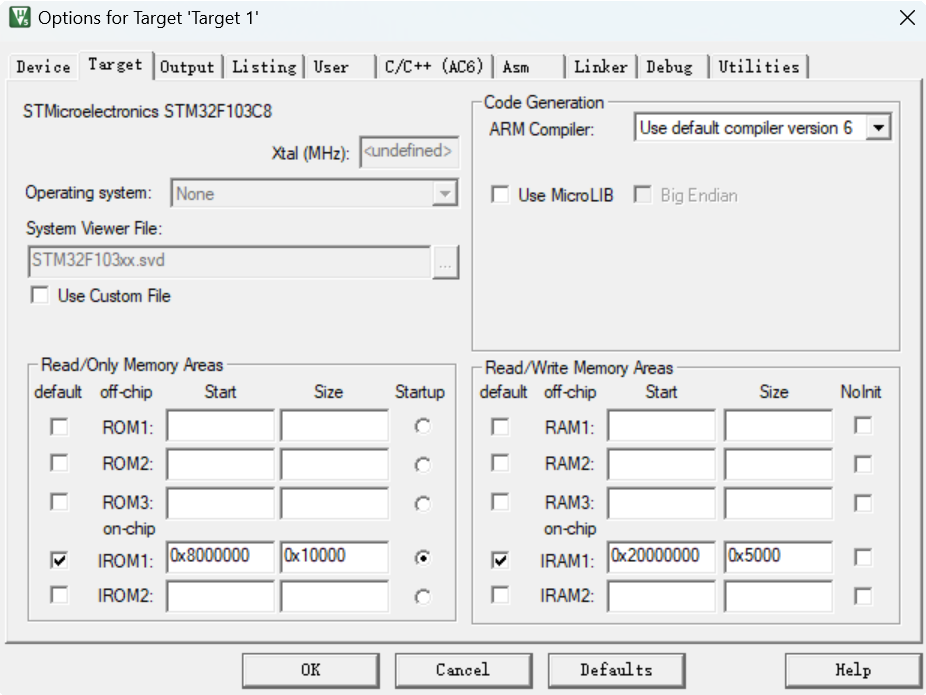 Options for Target 'Target 1'
Device Target Output Listing User C/C++ (AC6) Asm Linker Debug Utilities
STMicroelectronics STM32F103C8
Xtal (MHz): <undefined>
Operating system: None
System Viewer File:
STM32F103xx.svd ...
Use Custom File
Code Generation
ARM Compiler: Use default compiler version 6
Use MicroLIB Big Endian
Read/Only Memory Areas
default off-chip Start Size Startup
ROM1:
ROM2:
ROM3:
on-chip
IROM1: 0x8000000 0x10000
IROM2:
Read/Write Memory Areas
default off-chip Start Size NoInit
RAM1:
RAM2:
RAM3:
on-chip
IRAM1: 0x20000000 0x5000
IRAM2:
OK Cancel Defaults Help